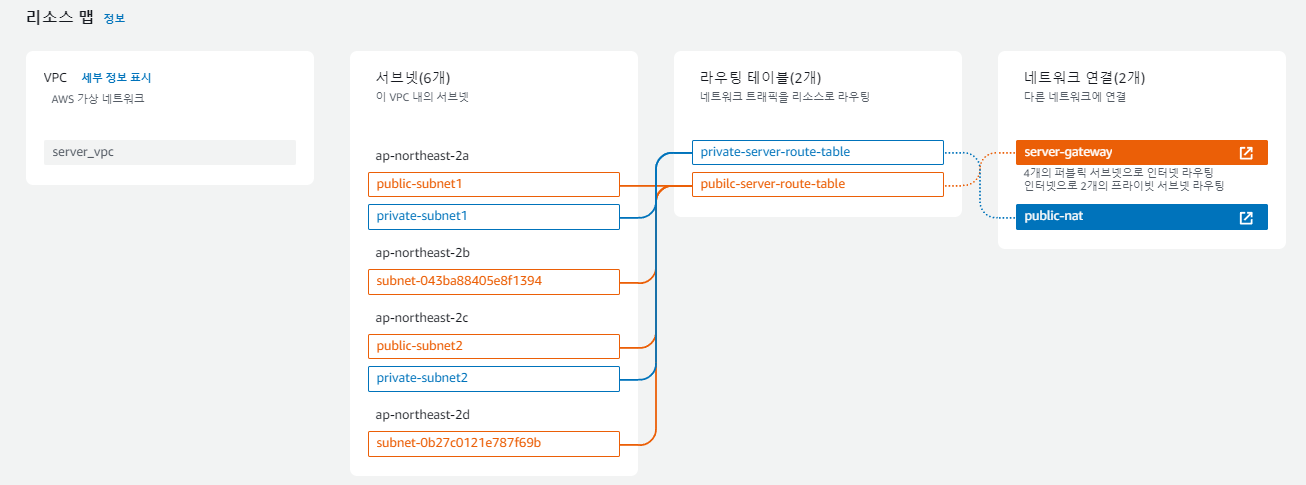 리소스 맵 정보
VPC 세부 정보 표시
AWS 가상 네트워크
server_vpc
서브넷(6개)
이 VPC 내의 서브넷
ap-northeast-2a
public-subnet1
private-subnet1
ap-northeast-2b
subnet-043ba88405e8f1394
ap-northeast-2c
public-subnet2
private-subnet2
ap-northeast-2d
subnet-0b27c0121e787f69b
라우팅 테이블(2개)
네트워크 트래픽을 리소스로 라우팅
private-server-route-table
pubilc-server-route-table
네트워크 연결(2개)
다른 네트워크에 연결
server-gateway
4개의 퍼블릭 서브넷으로 인터넷 라우팅
인터넷으로 2개의 프라이빗 서브넷 라우팅
public-nat